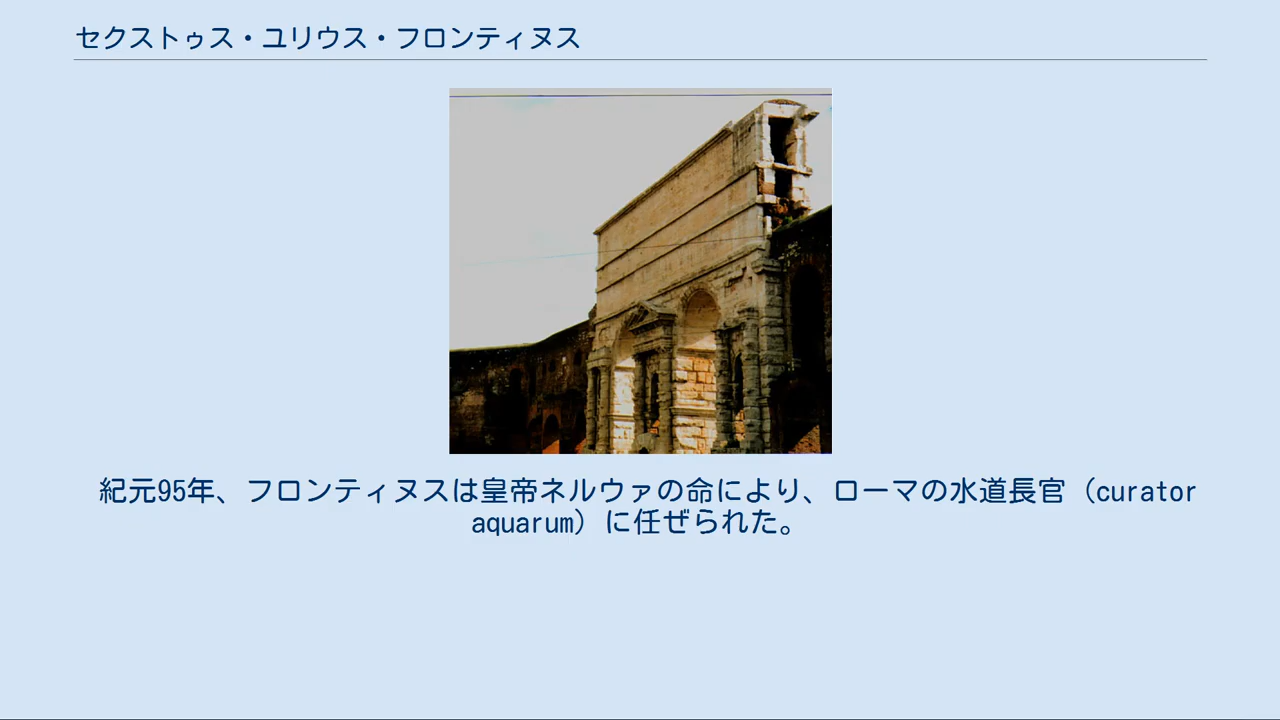 セクストゥス・ユリウス・フロンティヌス
紀元95年、フロンティヌスは皇帝ネルウァの命により、ローマの水道長官（curator
aquarum）に任ぜられた。